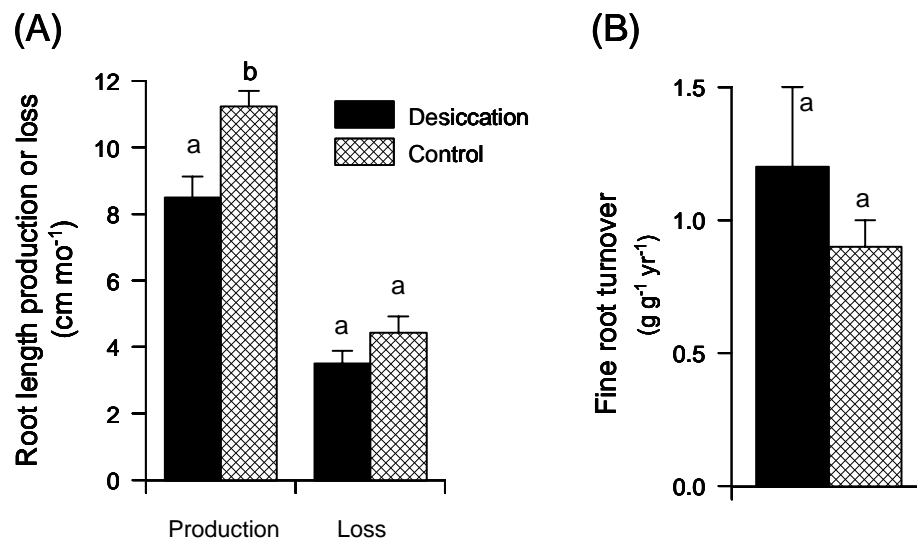 (A)
Root length production or loss
(cm mo⁻¹)
12
10
8
6
4
2
0
a
b
a
a
Desiccation
Control
Production Loss
(B)
Fine root turnover
(g g⁻¹ yr⁻¹)
1.5
1.0
0.5
0.0
a
a